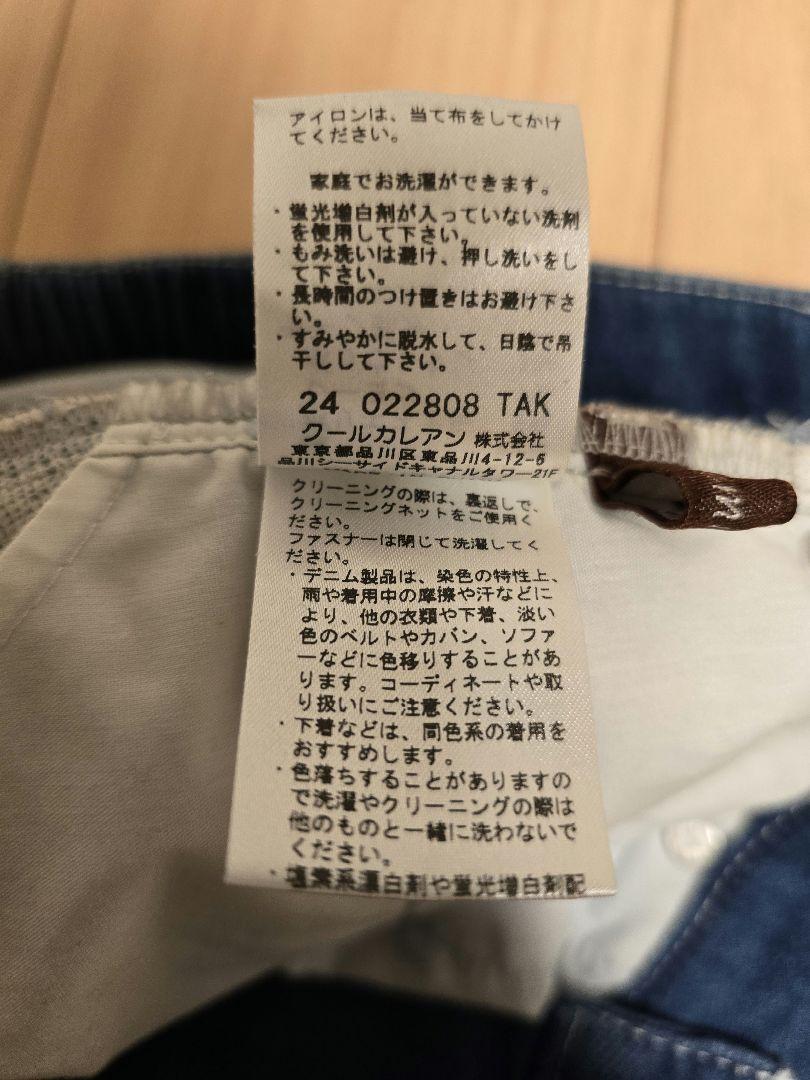 アイロンは、当て布をしてかけ
てください。
家庭でお洗濯ができます。
・蛍光増白剤が入っていない洗剤
を使用して下さい。
・もみ洗いは避け、押し洗いをし
て下さい。
・長時間のつけ置きはお避け下さ
い。
・すみやかに脱水して、日陰で吊
干しして下さい。
24 022808 TAK
クールカレアン 株式会社
東京都品川区東品川4-12-6
品川シーサイドキャナルタワー21F
クリーニングの際は、裏返しで、
クリーニングネットをご使用く
ださい。
ファスナーは閉じて洗濯してく
ださい。
・デニム製品は、染色の特性上、
雨や着用中の摩擦や汗などに
より、他の衣類や下着、淡い
色のベルトやカバン、ソファ
ーなどに色移りすることがあ
ります。コーディネートや取
り扱いにご注意ください。
・下着などは、同色系の着用を
おすすめします。
・色落ちすることがありますの
で洗濯やクリーニングの際は
他のものと一緒に洗わないで
ください。
・塩素系漂白剤や蛍光増白剤配
M